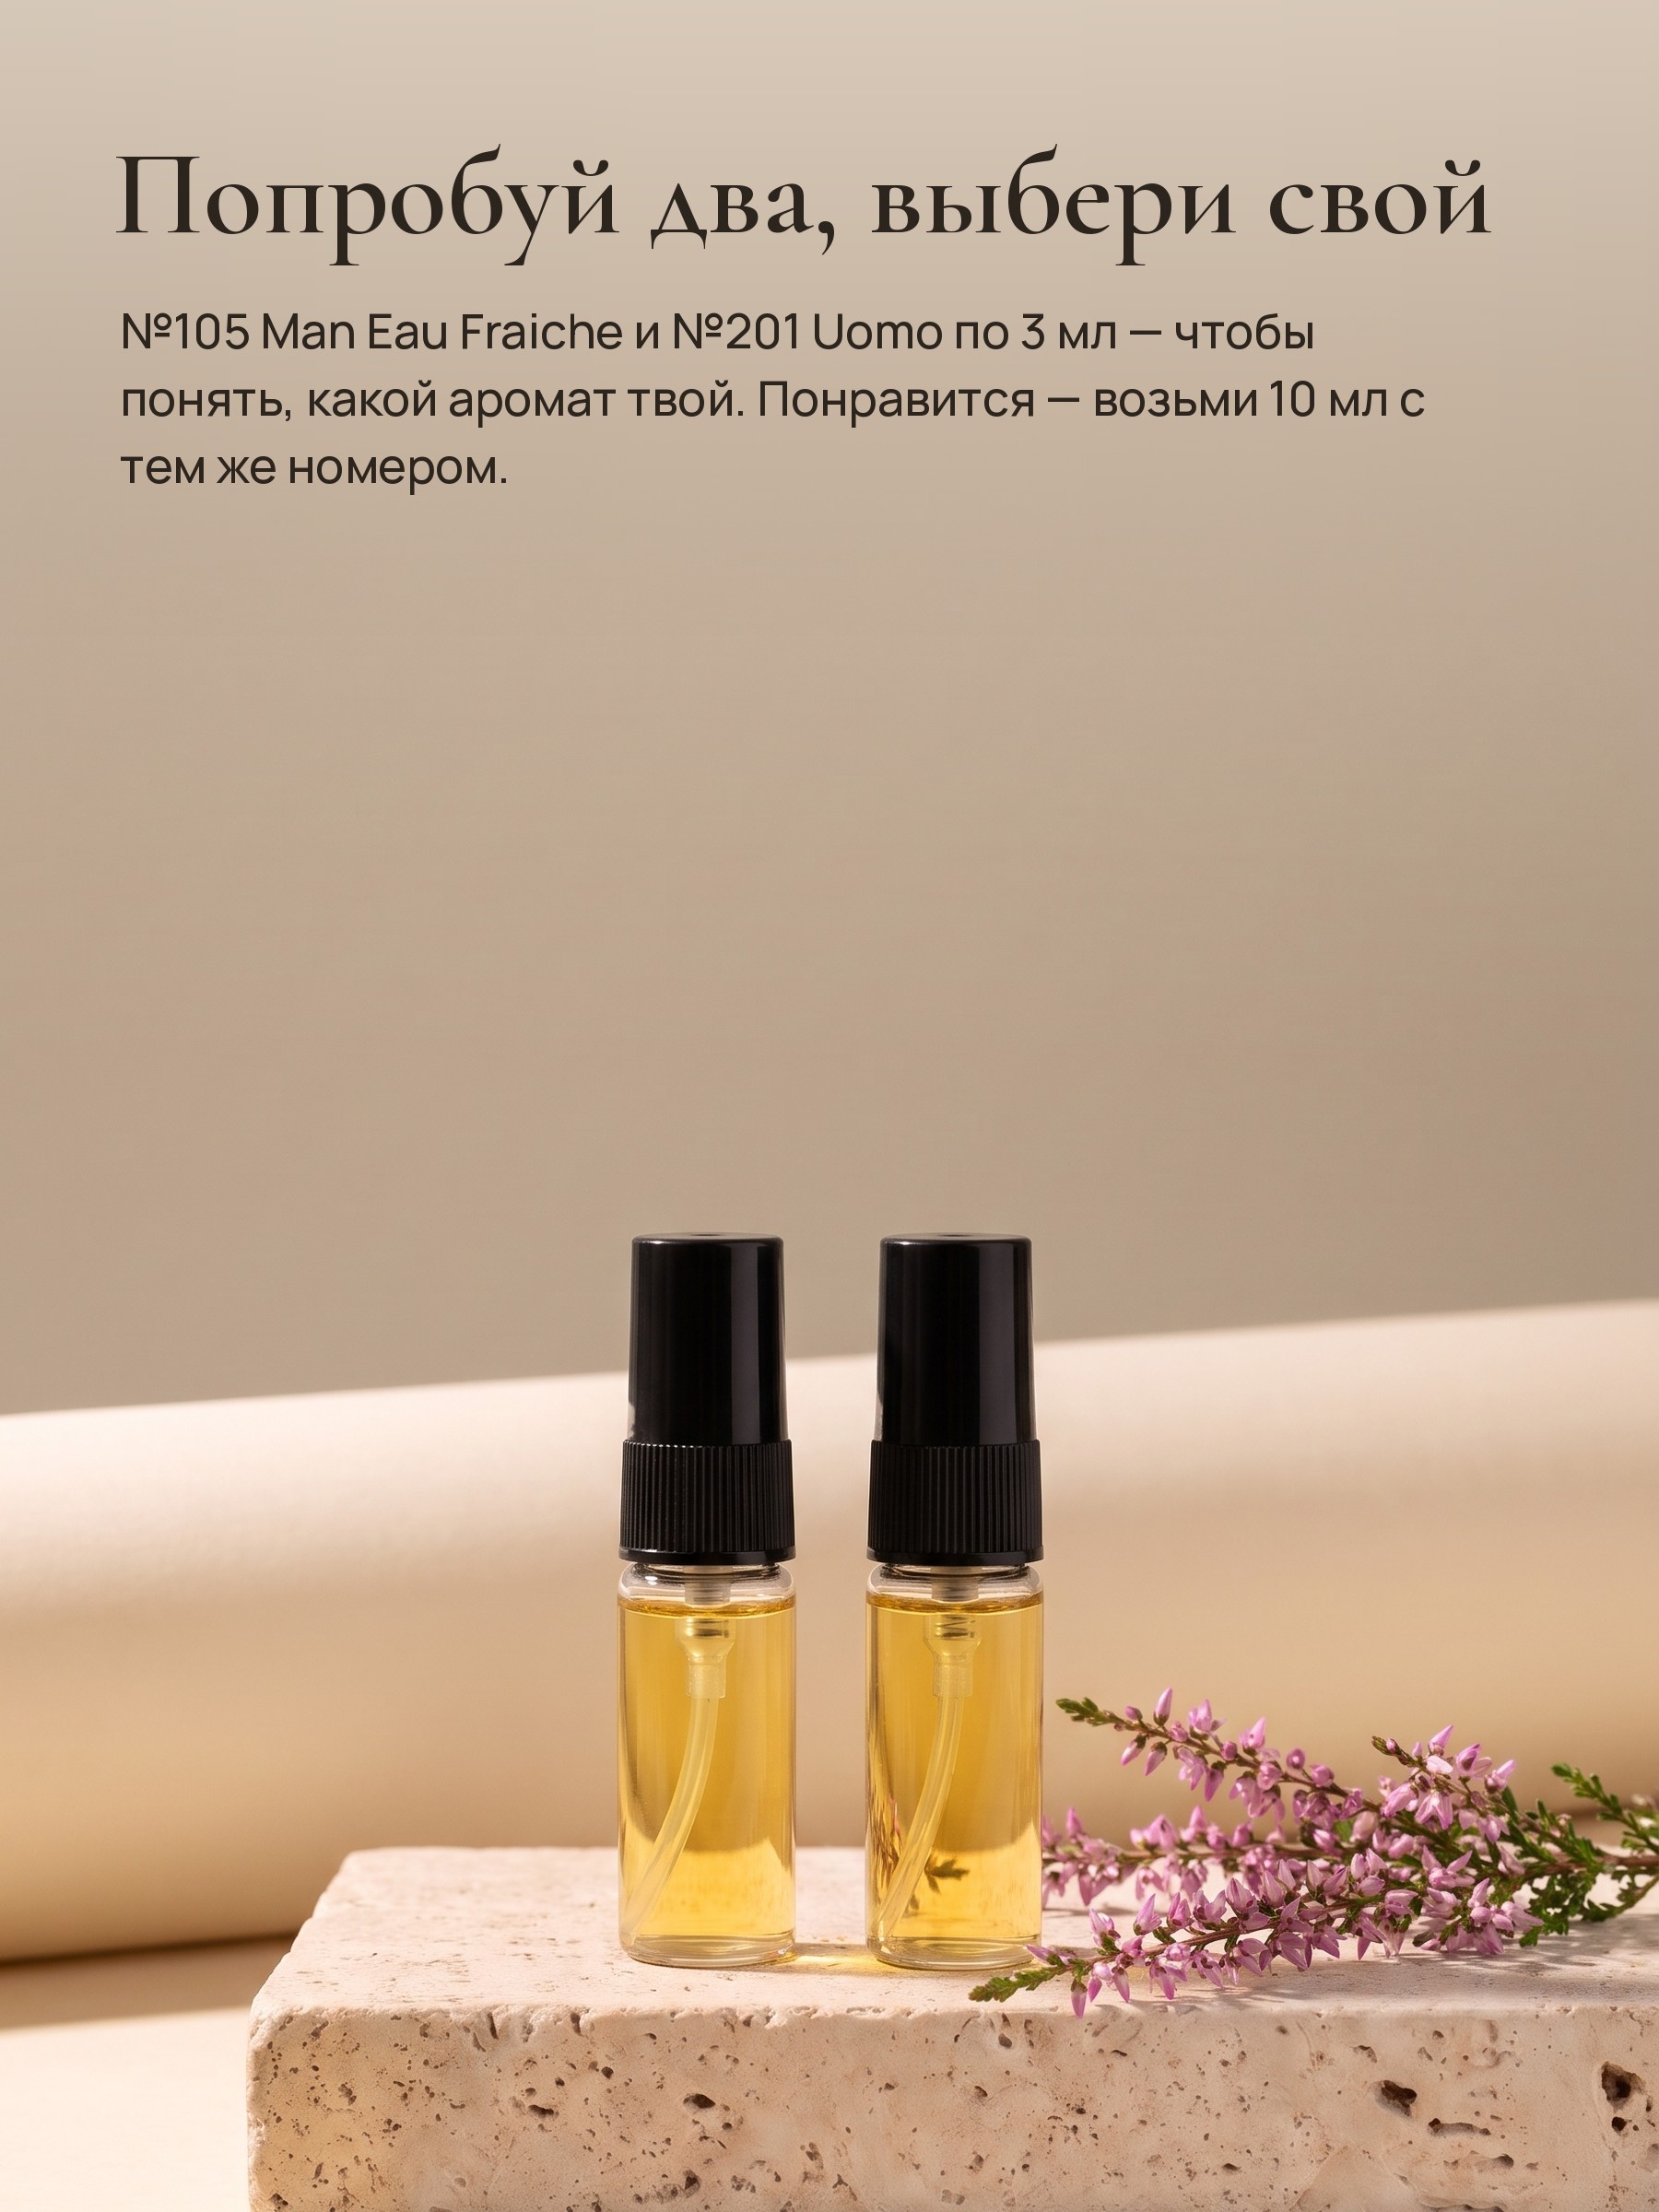 Попробуй два, выбери свой
№105 Man Eau Fraiche и №201 Uomo по 3 мл — чтобы
понять, какой аромат твой. Понравится — возьми 10 мл с
тем же номером.